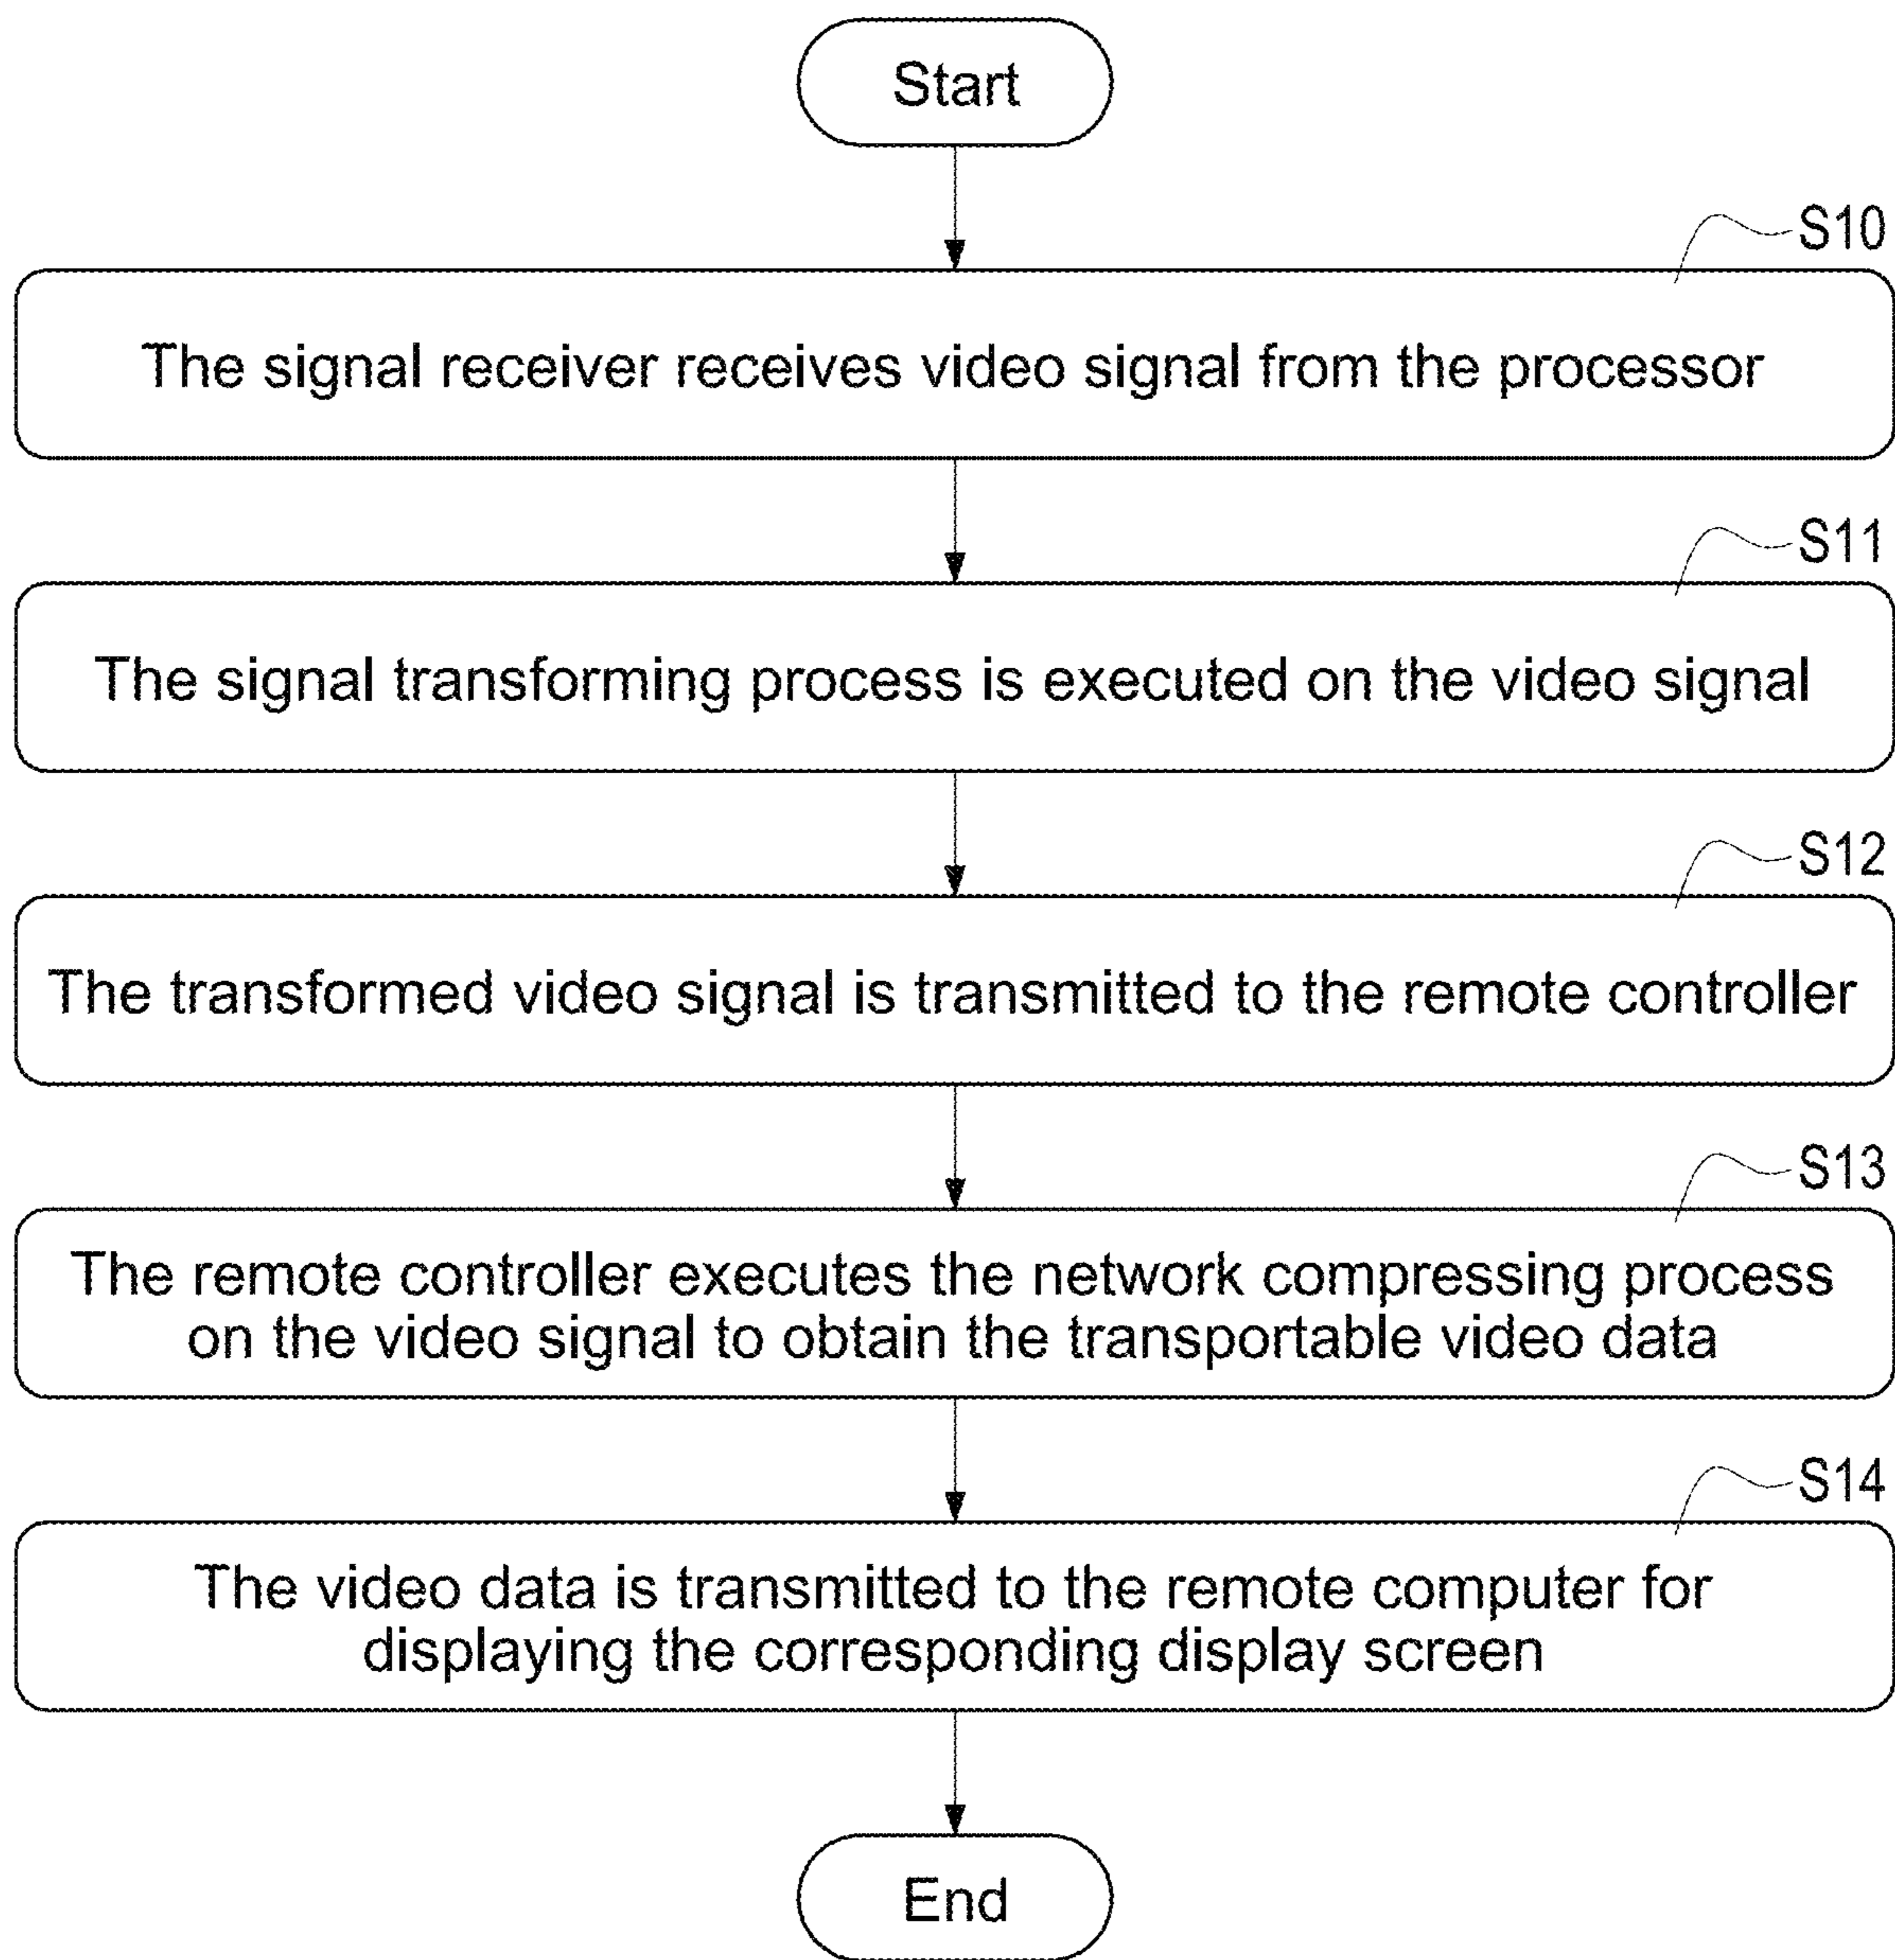 Start
S10
The signal receiver receives video signal from the processor
S11
The signal transforming process is executed on the video signal
S12
The transformed video signal is transmitted to the remote controller
S13
The remote controller executes the network compressing process
on the video signal to obtain the transportable video data
S14
The video data is transmitted to the remote computer for
displaying the corresponding display screen
End